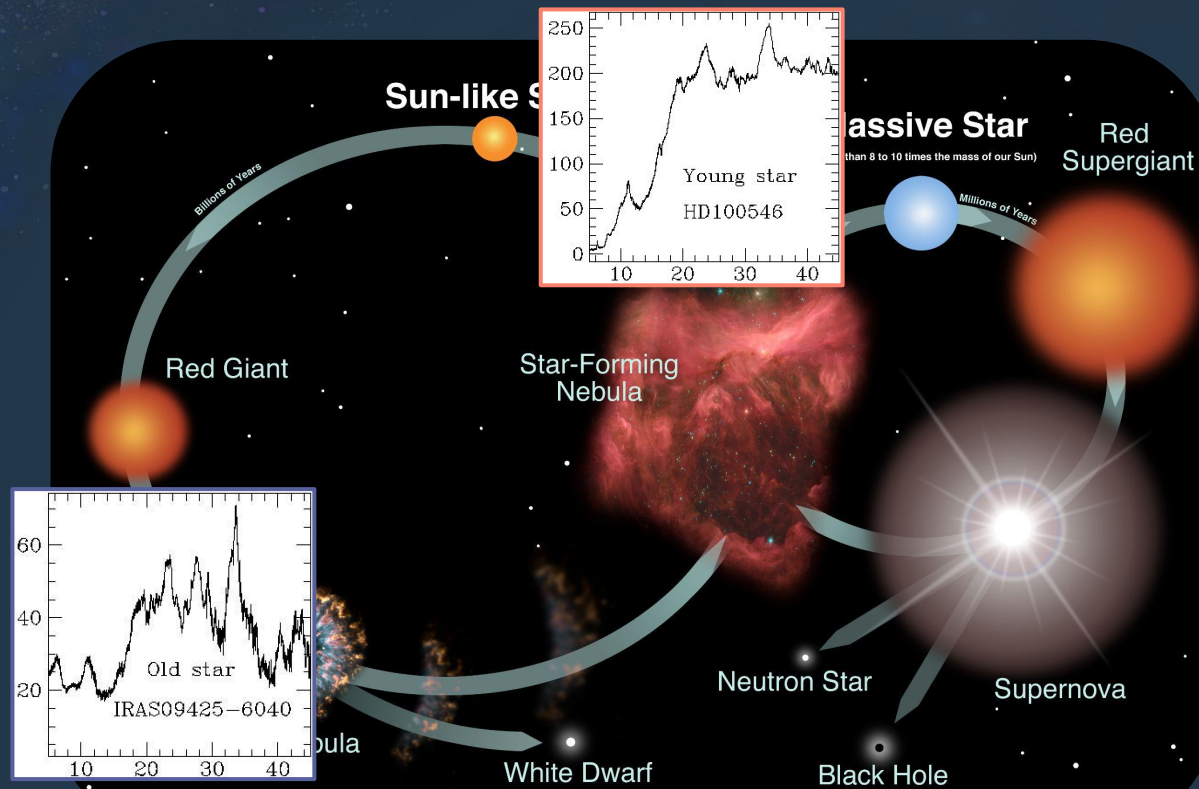 250
200
150
100
50
0
Young star
HD100546
10 20 30 40
Sun-like S
assive Star
than 8 to 10 times the mass of our Sun)
Red
Supergiant
Billions of Years
Millions of Years
Red Giant
Star-Forming
Nebula
60
40
20
Old star
IRAS09425-6040
10 20 30 40
bula
Neutron Star
Supernova
White Dwarf
Black Hole